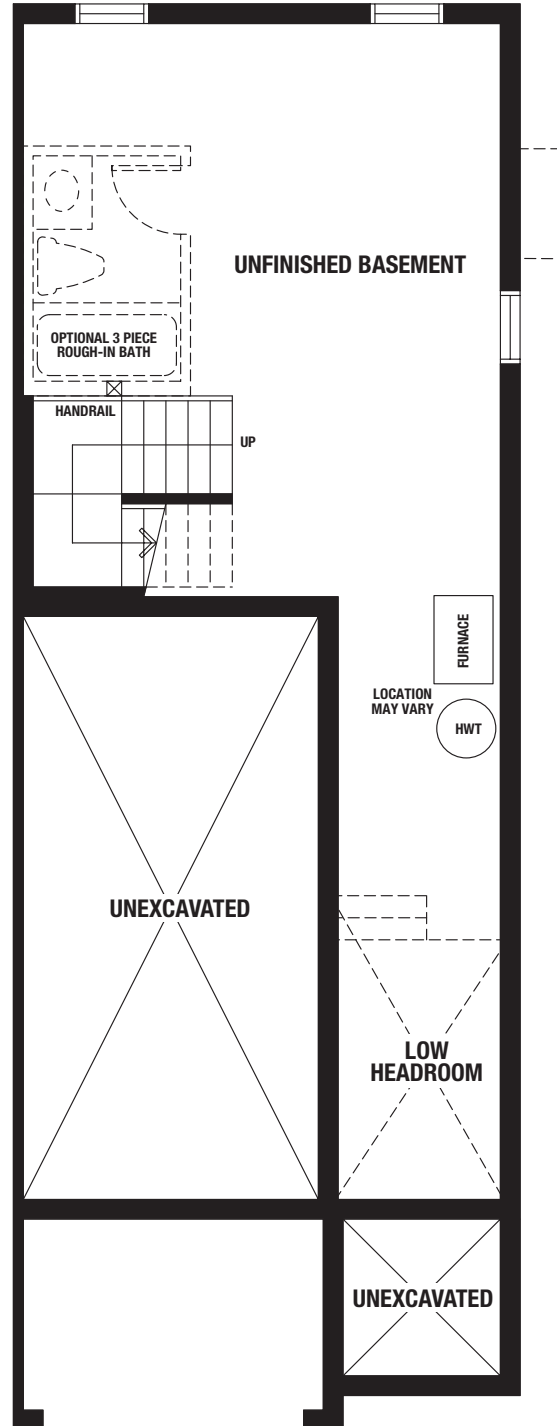 UNFINISHED BASEMENT
OPTIONAL 3 PIECE
ROUGH-IN BATH
HANDRAIL
UP
FURNACE
LOCATION
MAY VARY
HWT
UNEXCAVATED
LOW
HEADROOM
UNEXCAVATED